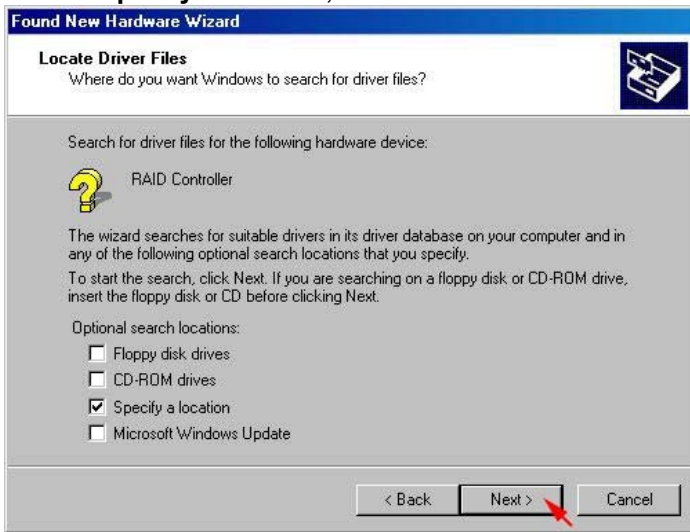 Found New Hardware Wizard
Locate Driver Files
Where do you want Windows to search for driver files?
Search for driver files for the following hardware device:
RAID Controller
The wizard searches for suitable drivers in its driver database on your computer and in
any of the following optional search locations that you specify.
To start the search, click Next. If you are searching on a floppy disk or CD-ROM drive,
insert the floppy disk or CD before clicking Next.
Optional search locations:
Floppy disk drives
CD-ROM drives
Specify a location
Microsoft Windows Update
< Back
Next >
Cancel